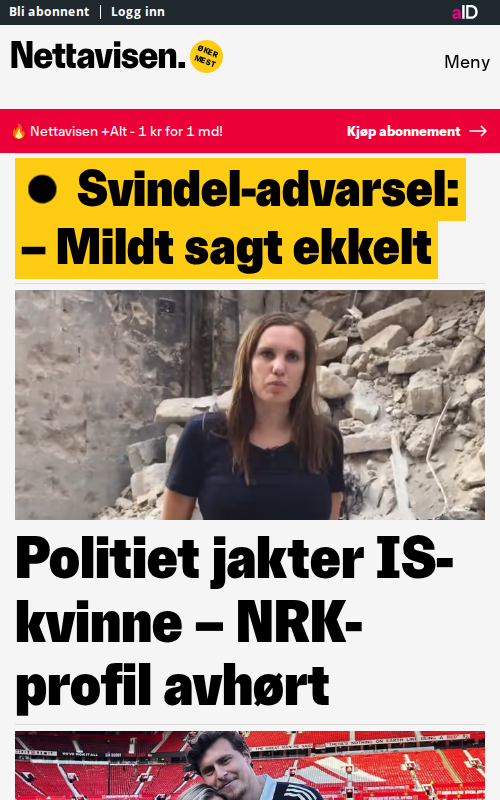 Bli abonnent | Logg inn
aID
Nettavisen.
ØKER
MEST
Meny
🔥 Nettavisen +Alt - 1 kr for 1 md!
Kjøp abonnement →
● Svindel-advarsel:
– Mildt sagt ekkelt
Politiet jakter IS-
kvinne – NRK-
profil avhørt